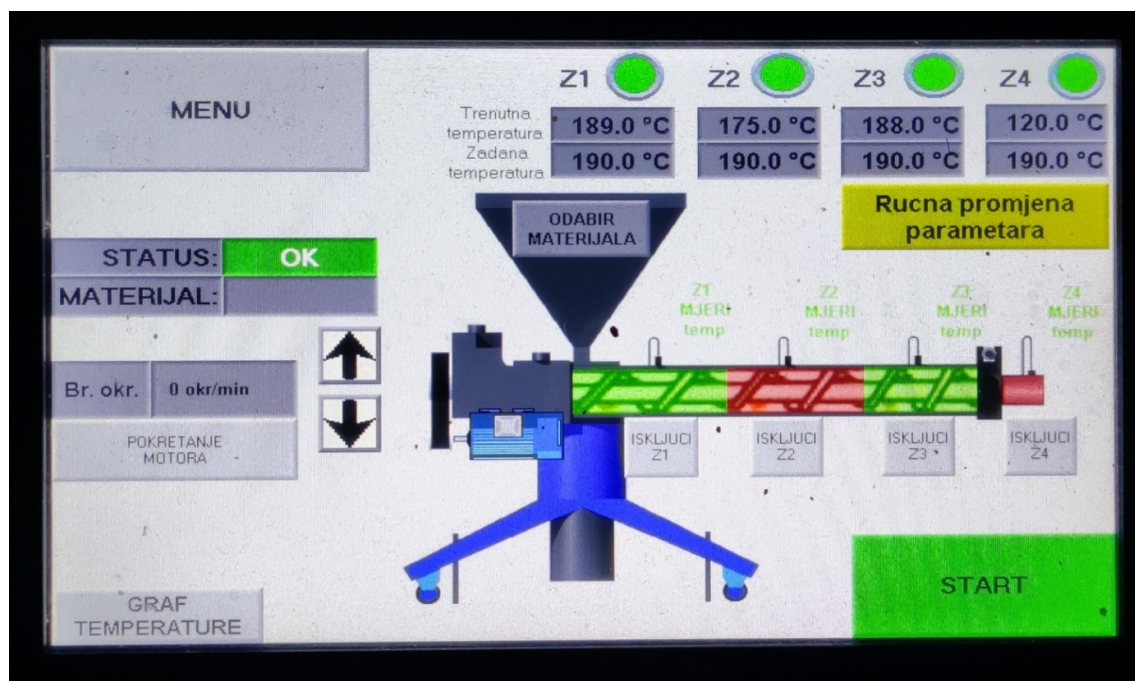 MENU
Z1 Z2 Z3 Z4
Trenutna
temperatura
189.0 °C 175.0 °C 188.0 °C 120.0 °C
Zadana
temperatura
190.0 °C 190.0 °C 190.0 °C 190.0 °C
Rucna promjena
parametara
ODABIR
MATERIJALA
STATUS: OK
MATERIJAL:
Z1
MJERI
temp
Z2
MJERI
temp
Z3
MJERI
temp
Z4
MJERI
temp
Br. okr. 0 okr/min
POKRETANJE
MOTORA
ISKLJUCI
Z1
ISKLJUCI
Z2
ISKLJUCI
Z3
ISKLJUCI
Z4
START
GRAF
TEMPERATURE